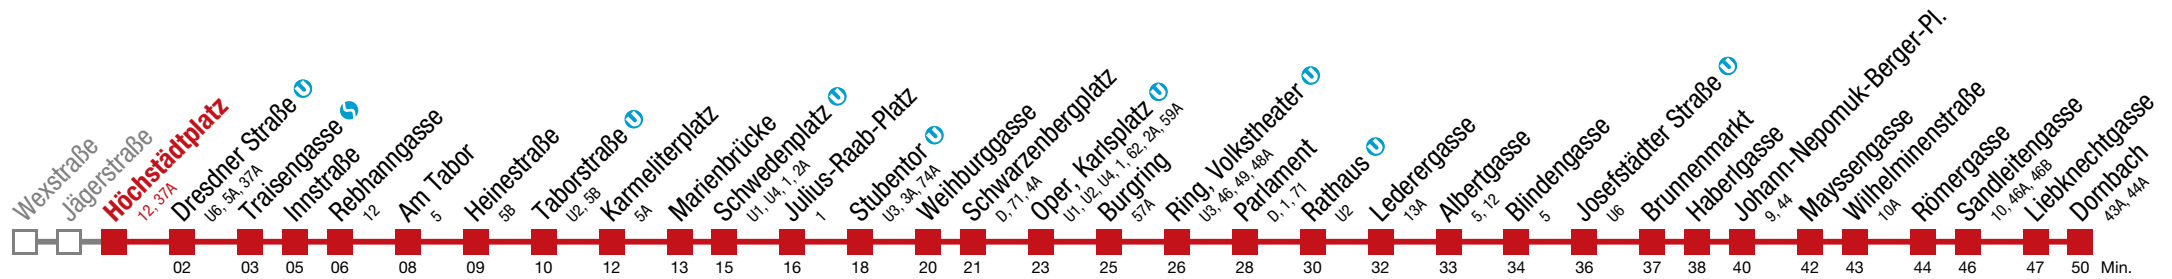 Wexstraße
Jägerstraße
Höchstädtplatz
12, 37A
Dresdner Straße U
U6, 5A, 37A
Traisengasse S
Innstraße
Rebhanngasse
12
Am Tabor
5
Heinestraße
5B
Taborstraße U
U2, 5B
Karmeliterplatz
5A
Marienbrücke
Schwedenplatz U
U1, U4, 1, 2A
Julius-Raab-Platz
1
Stubentor U
U3, 3A, 74A
Weihburggasse
Schwarzenbergplatz
D, 71, 4A
Oper, Karlsplatz U
U1, U2, U4, 1, 62, 2A, 59A
Burgring
57A
Ring, Volkstheater U
U3, 46, 49, 48A
Parlament
D, 1, 71
Rathaus U
U2
Lederergasse
13A
Albertgasse
5, 12
Blindengasse
5
Josefstädter Straße U
U6
Brunnenmarkt
Haberlgasse
Johann-Nepomuk-Berger-Pl.
9, 44
Mayssengasse
Wilhelminenstraße
10A
Römergasse
Sandleitengasse
10, 46A, 46B
Liebknechtgasse
Dornbach
43A, 44A
02 03 05 06 08 09 10 12 13 15 16 18 20 21 23 25 26 28 30 32 33 34 36 37 38 40 42 43 44 46 47 50 Min.